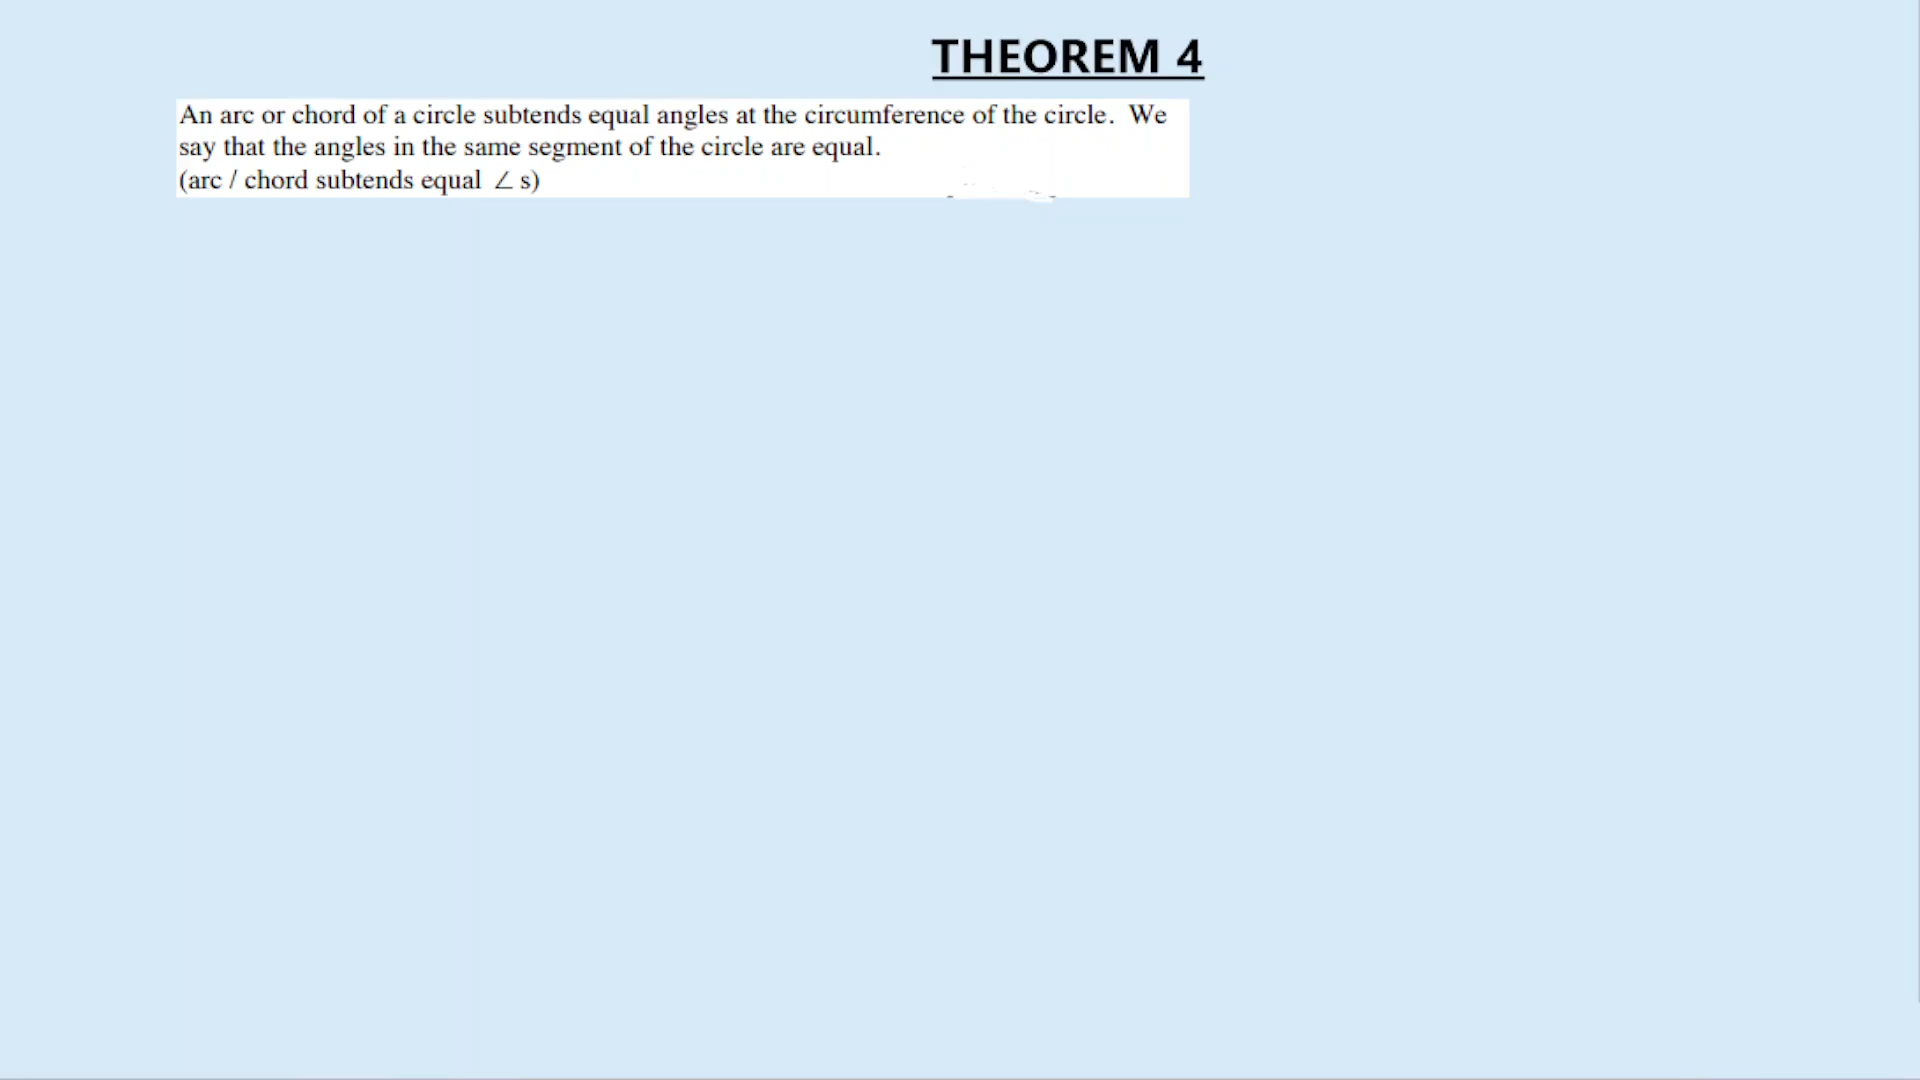 THEOREM 4
An arc or chord of a circle subtends equal angles at the circumference of the circle. We
say that the angles in the same segment of the circle are equal.
(arc / chord subtends equal ∠ s)